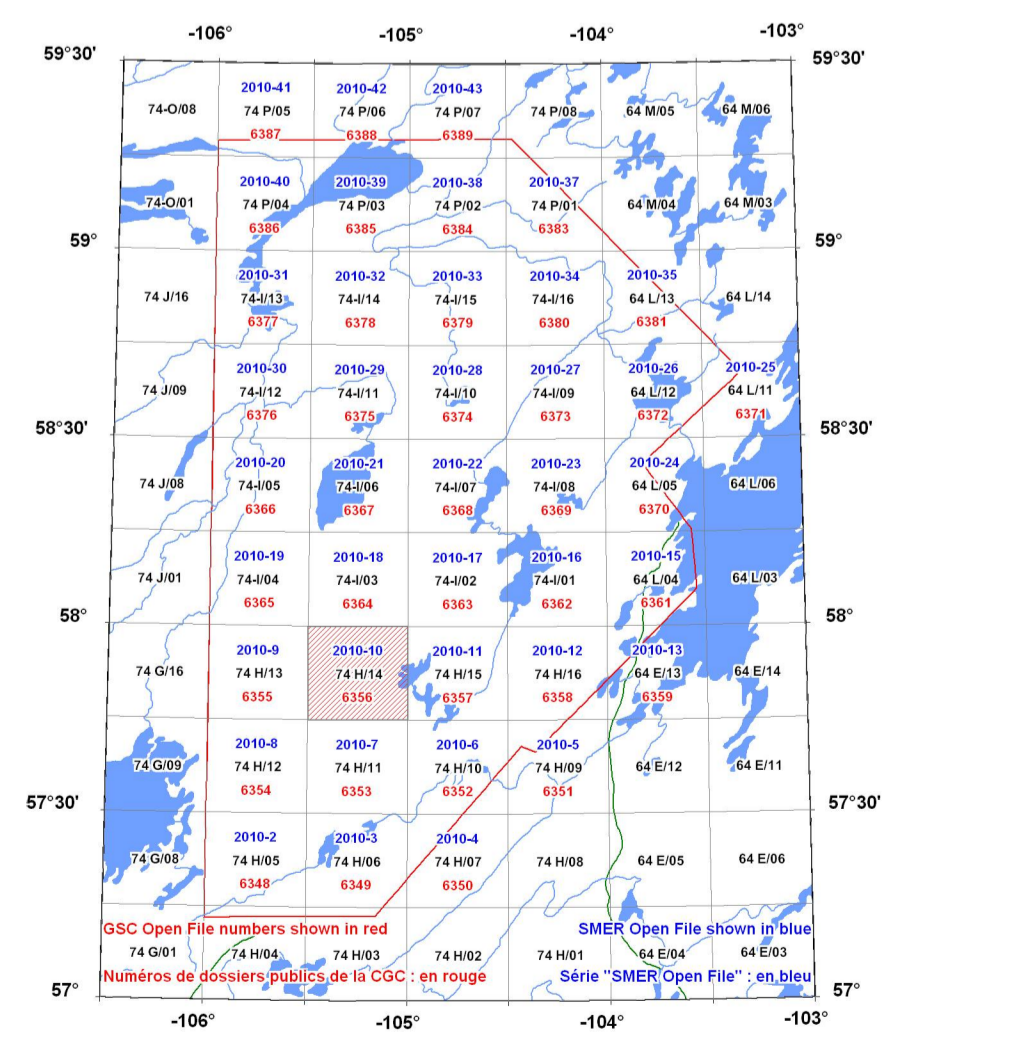 -106° -105° -104° -103°
59°30' 59°30'
2010-41 2010-42 2010-43
74-O/08 74 P/05 74 P/06 74 P/07 74 P/08 64 M/05 64 M/06
6387 6388 6389
2010-40 2010-39 2010-38 2010-37
74-O/01 74 P/04 74 P/03 74 P/02 74 P/01 64 M/04 64 M/03
6386 6385 6384 6383
59° 59°
2010-31 2010-32 2010-33 2010-34 2010-35
74 J/16 74-I/13 74-I/14 74-I/15 74-I/16 64 L/13 64 L/14
6377 6378 6379 6380 6381
2010-30 2010-29 2010-28 2010-27 2010-26 2010-25
74 J/09 74-I/12 74-I/11 74-I/10 74-I/09 64 L/12 64 L/11
6376 6375 6374 6373 6372 6371
58°30' 58°30'
2010-20 2010-21 2010-22 2010-23 2010-24
74 J/08 74-I/05 74-I/06 74-I/07 74-I/08 64 L/05 64 L/06
6366 6367 6368 6369 6370
2010-19 2010-18 2010-17 2010-16 2010-15
74 J/01 74-I/04 74-I/03 74-I/02 74-I/01 64 L/04 64 L/03
6365 6364 6363 6362 6361
58° 58°
2010-9 2010-10 2010-11 2010-12 2010-13
74 G/16 74 H/13 74 H/14 74 H/15 74 H/16 64 E/13 64 E/14
6355 6356 6357 6358 6359
2010-8 2010-7 2010-6 2010-5
74 G/09 74 H/12 74 H/11 74 H/10 74 H/09 64 E/12 64 E/11
6354 6353 6352 6351
57°30' 57°30'
2010-2 2010-3 2010-4
74 G/08 74 H/05 74 H/06 74 H/07 74 H/08 64 E/05 64 E/06
6348 6349 6350
GSC Open File numbers shown in red SMER Open File shown in blue
74 G/01 74 H/04 74 H/03 74 H/02 74 H/01 64 E/04 64 E/03
Numéros de dossiers publics de la CGC : en rouge Série "SMER Open File" : en bleu
57° 57°
-106° -105° -104° -103°